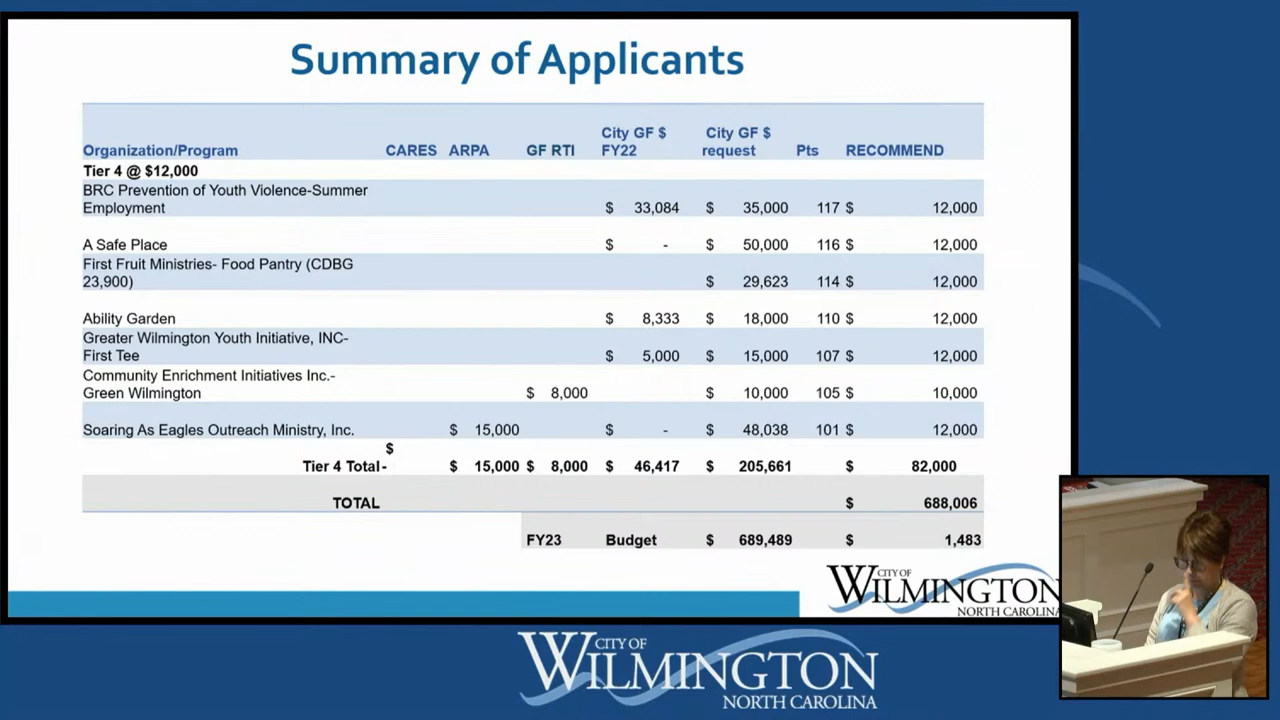 Summary of Applicants
City GF $ City GF $
Organization/Program CARES ARPA GF RTI FY22 request Pts RECOMMEND
Tier 4 @ $12,000
BRC Prevention of Youth Violence-Summer
Employment $ 33,084 $ 35,000 117 $ 12,000
A Safe Place $ - $ 50,000 116 $ 12,000
First Fruit Ministries- Food Pantry (CDBG
23,900) $ 29,623 114 $ 12,000
Ability Garden $ 8,333 $ 18,000 110 $ 12,000
Greater Wilmington Youth Initiative, INC-
First Tee $ 5,000 $ 15,000 107 $ 12,000
Community Enrichment Initiatives Inc.-
Green Wilmington $ 8,000 $ 10,000 105 $ 10,000
Soaring As Eagles Outreach Ministry, Inc. $ 15,000 $ - $ 48,038 101 $ 12,000
$
Tier 4 Total - $ 15,000 $ 8,000 $ 46,417 $ 205,661 $ 82,000
TOTAL $ 688,006
FY23 Budget $ 689,489 $ 1,483
CITY OF
WILMINGTON
NORTH CAROLINA
CITY OF
WILMINGTON
NORTH CAROLINA